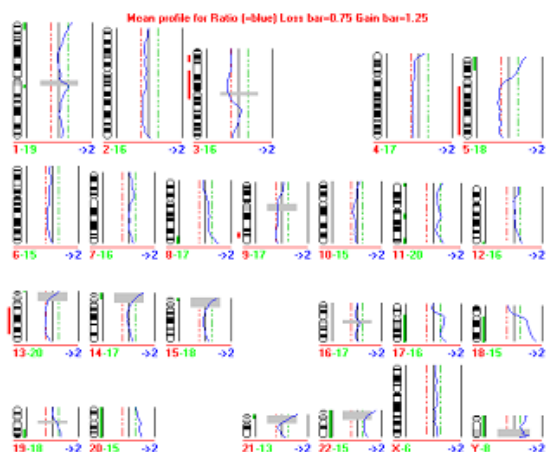 Mean profile for Ratio (=blue) Loss bar=0.75 Gain bar=1.25
1-19 ->2 2-16 ->2 3-16 ->2 4-17 ->2 5-18 ->2
6-15 ->2 7-16 ->2 8-17 ->2 9-17 ->2 10-15 ->2 11-20 ->2 12-16 ->2
13-20 ->2 14-17 ->2 15-18 ->2 16-17 ->2 17-16 ->2 18-15 ->2
19-18 ->2 20-15 ->2 21-13 ->2 22-15 ->2 X-6 ->2 Y-8 ->2